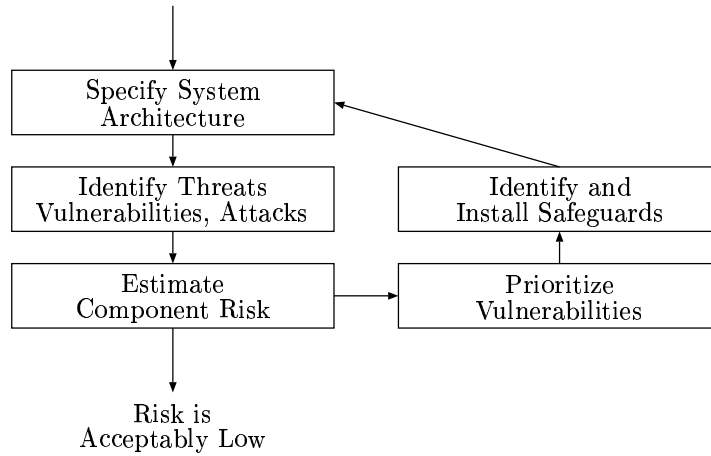 Specify System
Architecture
Identify Threats
Vulnerabilities, Attacks
Identify and
Install Safeguards
Estimate
Component Risk
Prioritize
Vulnerabilities
Risk is
Acceptably Low